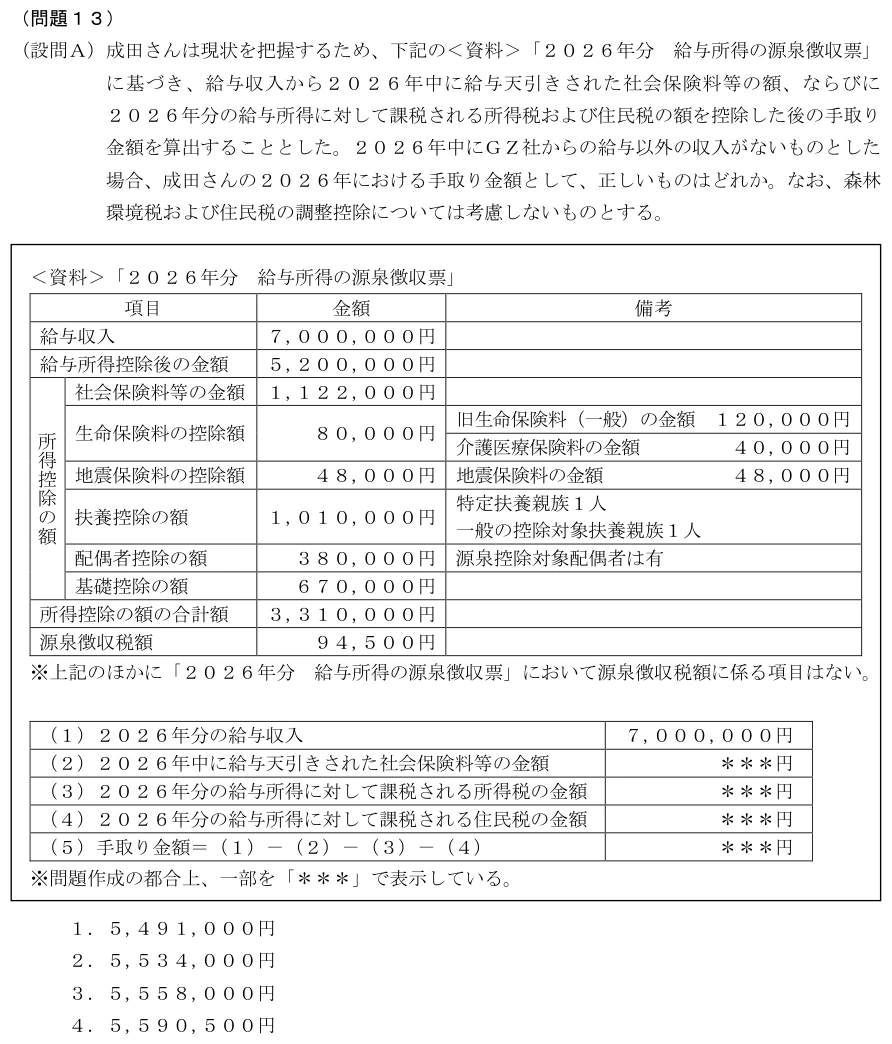 （問題１３）
（設問Ａ）成田さんは現状を把握するため、下記の＜資料＞「２０２６年分　給与所得の源泉徴収票」
に基づき、給与収入から２０２６年中に給与天引きされた社会保険料等の額、ならびに
２０２６年分の給与所得に対して課税される所得税および住民税の額を控除した後の手取り
金額を算出することとした。２０２６年中にＧＺ社からの給与以外の収入がないものとした
場合、成田さんの２０２６年における手取り金額として、正しいものはどれか。なお、森林
環境税および住民税の調整控除については考慮しないものとする。
＜資料＞「２０２６年分　給与所得の源泉徴収票」
項目　金額　備考
給与収入　７，０００，０００円
給与所得控除後の金額　５，２００，０００円
所得控除の額
社会保険料等の金額　１，１２２，０００円
生命保険料の控除額　８０，０００円　旧生命保険料（一般）の金額　１２０，０００円
介護医療保険料の金額　４０，０００円
地震保険料の控除額　４８，０００円　地震保険料の金額　４８，０００円
扶養控除の額　１，０１０，０００円　特定扶養親族１人
一般の控除対象扶養親族１人
配偶者控除の額　３８０，０００円　源泉控除対象配偶者は有
基礎控除の額　６７０，０００円
所得控除の額の合計額　３，３１０，０００円
源泉徴収税額　９４，５００円
※上記のほかに「２０２６年分　給与所得の源泉徴収票」において源泉徴収税額に係る項目はない。
（１）２０２６年分の給与収入　７，０００，０００円
（２）２０２６年中に給与天引きされた社会保険料等の金額　＊＊＊円
（３）２０２６年分の給与所得に対して課税される所得税の金額　＊＊＊円
（４）２０２６年分の給与所得に対して課税される住民税の金額　＊＊＊円
（５）手取り金額＝（１）－（２）－（３）－（４）　＊＊＊円
※問題作成の都合上、一部を「＊＊＊」で表示している。
１．５，４９１，０００円
２．５，５３４，０００円
３．５，５５８，０００円
４．５，５９０，５００円